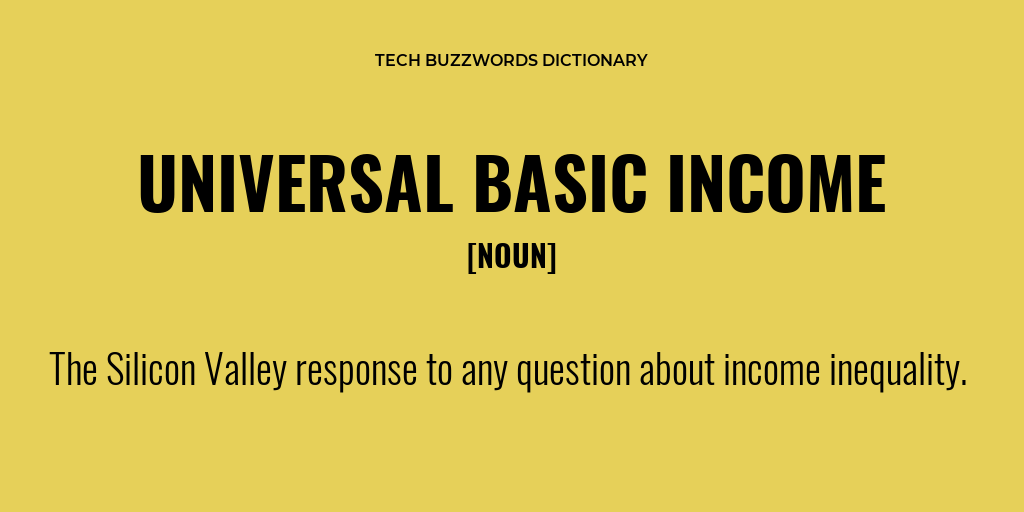 TECH BUZZWORDS DICTIONARY
UNIVERSAL BASIC INCOME
[NOUN]
The Silicon Valley response to any question about income inequality.